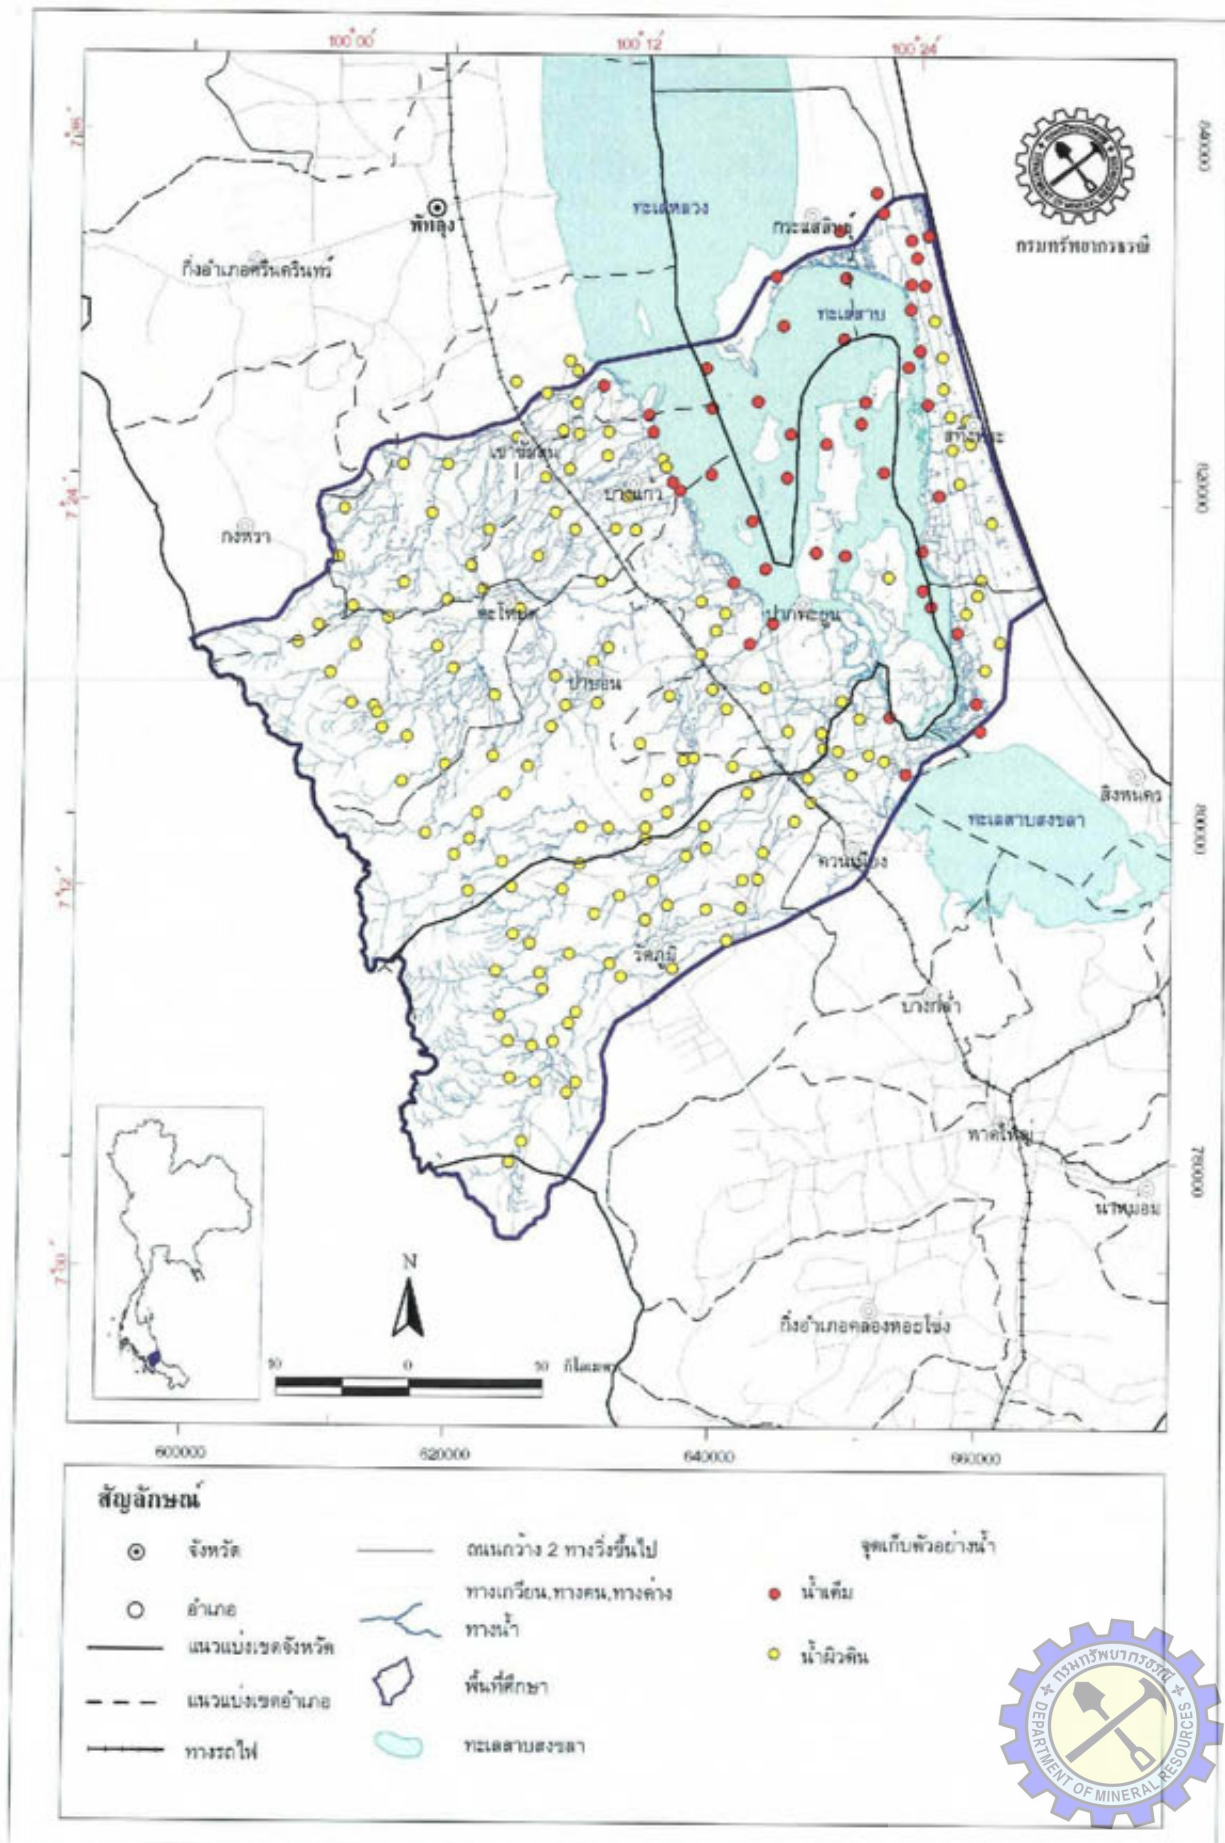 100°00'
100°12'
100°24'
7°36'
840000
DEPARTMENT OF MINERAL RESOURCES
กรมทรัพยากรธรณี
ทะเลหลวง
กระแสสินธุ์
พัทลุง
กิ่งอำเภอศรีนครินทร์
ทะเลสาบ
เขาชัยสน
สทิงพระ
7°24'
820000
บางแก้ว
กงหรา
ตะโหมด
ปากพะยูน
ป่าบอน
สิงหนคร
ทะเลสาบสงขลา
800000
ควนเนียง
7°12'
รัตภูมิ
บางกล่ำ
หาดใหญ่
780000
นาหม่อม
7°00'
N
กิ่งอำเภอคลองหอยโข่ง
10 0 10 กิโลเมตร
600000
620000
640000
660000
สัญลักษณ์
จังหวัด
ถนนกว้าง 2 ทางวิ่งขึ้นไป
จุดเก็บตัวอย่างน้ำ
อำเภอ
ทางเกวียน,ทางคน,ทางต่าง
น้ำเค็ม
ทางน้ำ
แนวแบ่งเขตจังหวัด
น้ำผิวดิน
แนวแบ่งเขตอำเภอ
พื้นที่ศึกษา
ทางรถไฟ
ทะเลสาบสงขลา
กรมทรัพยากรธรณี
DEPARTMENT OF MINERAL RESOURCES